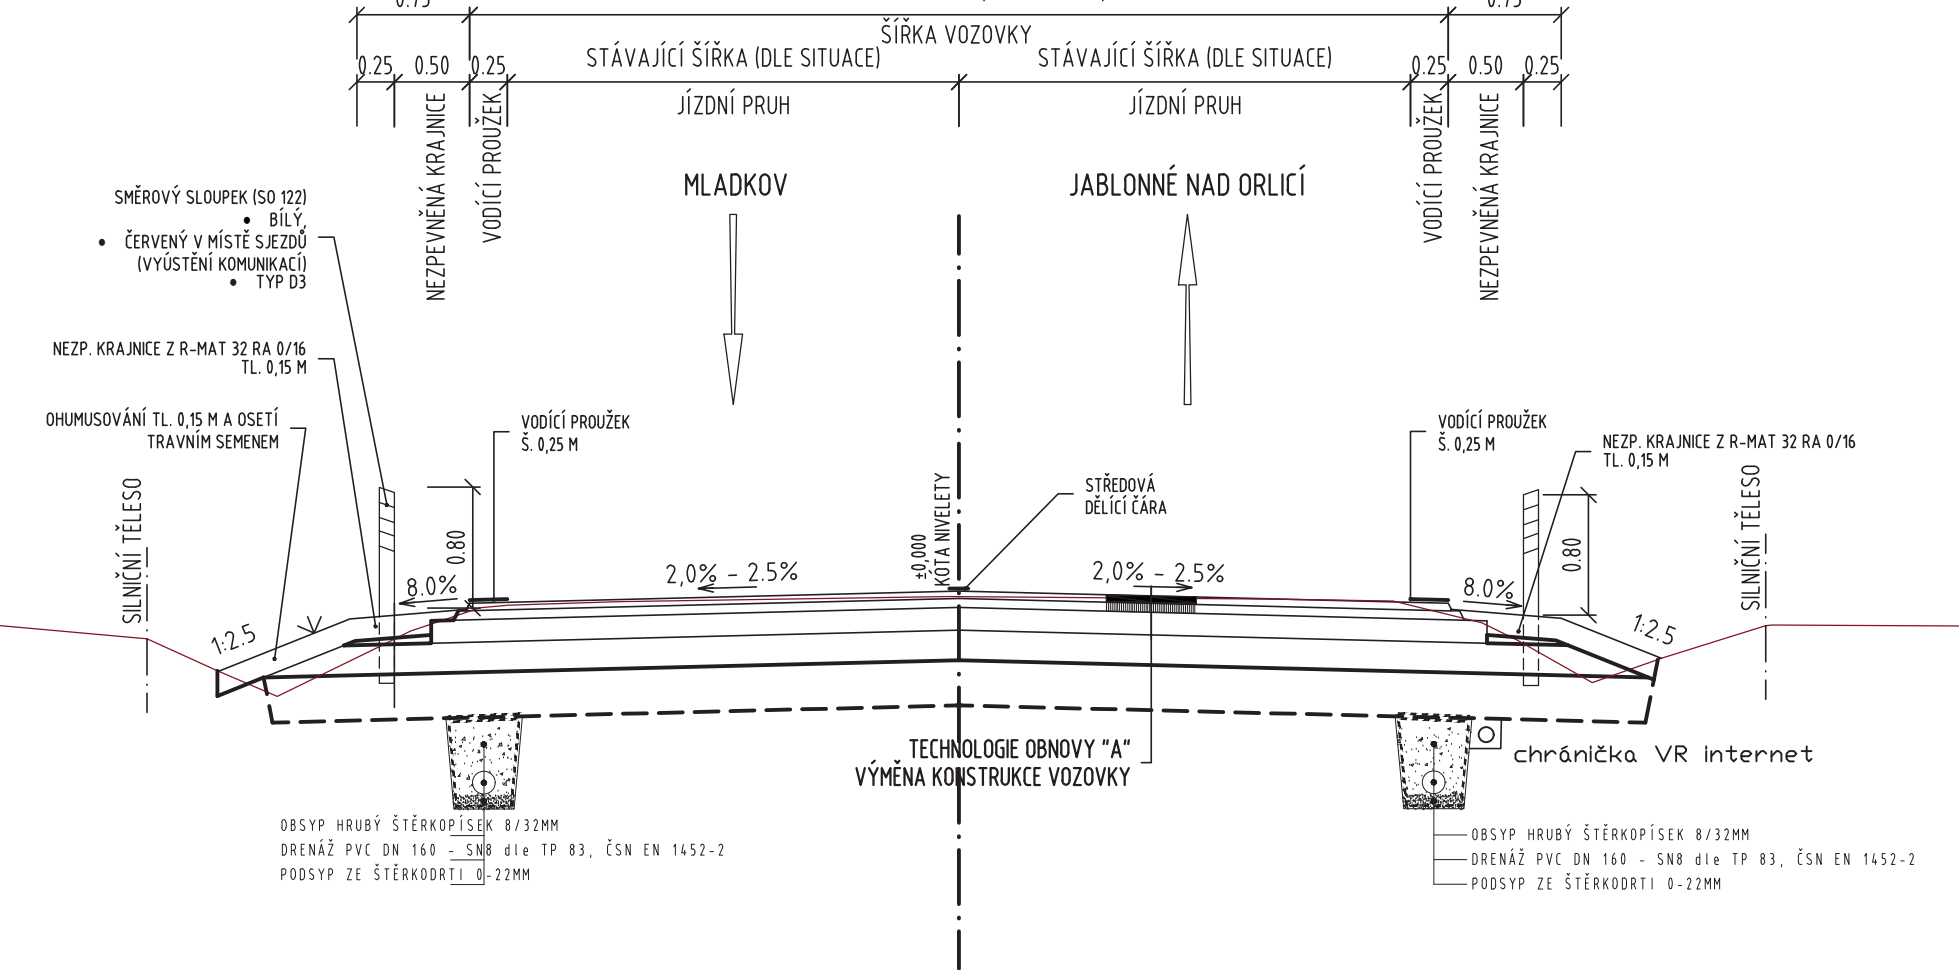 0.75
0.75
ŠÍŘKA VOZOVKY
STÁVAJÍCÍ ŠÍŘKA (DLE SITUACE)
STÁVAJÍCÍ ŠÍŘKA (DLE SITUACE)
0.25
0.50
0.25
0.25
0.50
0.25
JÍZDNÍ PRUH
JÍZDNÍ PRUH
NEZPEVNĚNÁ KRAJNICE
VODÍCÍ PROUŽEK
VODÍCÍ PROUŽEK
NEZPEVNĚNÁ KRAJNICE
MLADKOV
JABLONNÉ NAD ORLICÍ
SMĚROVÝ SLOUPEK (SO 122)
• BÍLÝ,
• ČERVENÝ V MÍSTĚ SJEZDŮ
(VYÚSTĚNÍ KOMUNIKACÍ)
• TYP D3
NEZP. KRAJNICE Z R-MAT 32 RA 0/16
TL. 0,15 M
OHUMUSOVÁNÍ TL. 0,15 M A OSETÍ
TRAVNÍM SEMENEM
VODÍCÍ PROUŽEK
Š. 0,25 M
VODÍCÍ PROUŽEK
Š. 0,25 M
NEZP. KRAJNICE Z R-MAT 32 RA 0/16
TL. 0,15 M
SILNIČNÍ TĚLESO
SILNIČNÍ TĚLESO
STŘEDOVÁ
DĚLÍCÍ ČÁRA
±0,000
KÓTA NIVELETY
0.80
0.80
8.0%
2,0% - 2.5%
2,0% - 2.5%
8.0%
1:2.5
1:2.5
TECHNOLOGIE OBNOVY "A"
VÝMĚNA KONSTRUKCE VOZOVKY
chránička VR internet
OBSYP HRUBÝ ŠTĚRKOPÍSEK 8/32MM
DRENÁŽ PVC DN 160 - SN8 dle TP 83, ČSN EN 1452-2
PODSYP ZE ŠTĚRKODRTI 0-22MM
OBSYP HRUBÝ ŠTĚRKOPÍSEK 8/32MM
DRENÁŽ PVC DN 160 - SN8 dle TP 83, ČSN EN 1452-2
PODSYP ZE ŠTĚRKODRTI 0-22MM